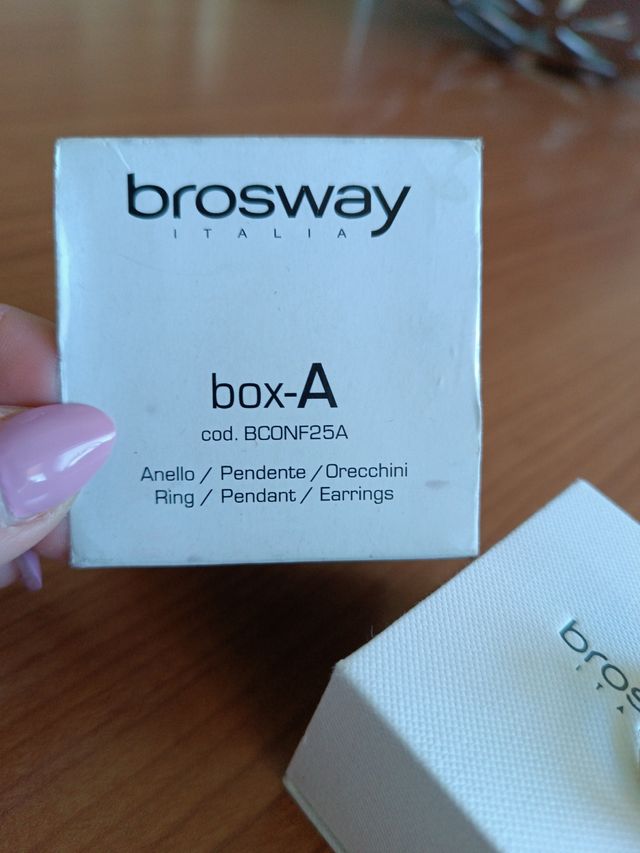 brosway
ITALIA
box-A
cod. BCONF25A
Anello / Pendente / Orecchini
Ring / Pendant / Earrings